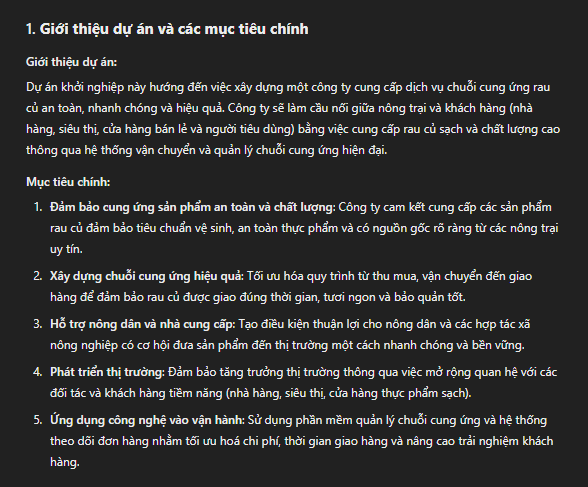 1. Giới thiệu dự án và các mục tiêu chính
Giới thiệu dự án:
Dự án khởi nghiệp này hướng đến việc xây dựng một công ty cung cấp dịch vụ chuỗi cung ứng rau
củ an toàn, nhanh chóng và hiệu quả. Công ty sẽ làm cầu nối giữa nông trại và khách hàng (nhà
hàng, siêu thị, cửa hàng bán lẻ và người tiêu dùng) bằng việc cung cấp rau củ sạch và chất lượng cao
thông qua hệ thống vận chuyển và quản lý chuỗi cung ứng hiện đại.
Mục tiêu chính:
1. Đảm bảo cung ứng sản phẩm an toàn và chất lượng: Công ty cam kết cung cấp các sản phẩm
rau củ đảm bảo tiêu chuẩn vệ sinh, an toàn thực phẩm và có nguồn gốc rõ ràng từ các nông trại
uy tín.
2. Xây dựng chuỗi cung ứng hiệu quả: Tối ưu hóa quy trình từ thu mua, vận chuyển đến giao
hàng để đảm bảo rau củ được giao đúng thời gian, tươi ngon và bảo quản tốt.
3. Hỗ trợ nông dân và nhà cung cấp: Tạo điều kiện thuận lợi cho nông dân và các hợp tác xã
nông nghiệp có cơ hội đưa sản phẩm đến thị trường một cách nhanh chóng và bền vững.
4. Phát triển thị trường: Đảm bảo tăng trưởng thị trường thông qua việc mở rộng quan hệ với các
đối tác và khách hàng tiềm năng (nhà hàng, siêu thị, cửa hàng thực phẩm sạch).
5. Ứng dụng công nghệ vào vận hành: Sử dụng phần mềm quản lý chuỗi cung ứng và hệ thống
theo dõi đơn hàng nhằm tối ưu hoá chi phí, thời gian giao hàng và nâng cao trải nghiệm khách
hàng.